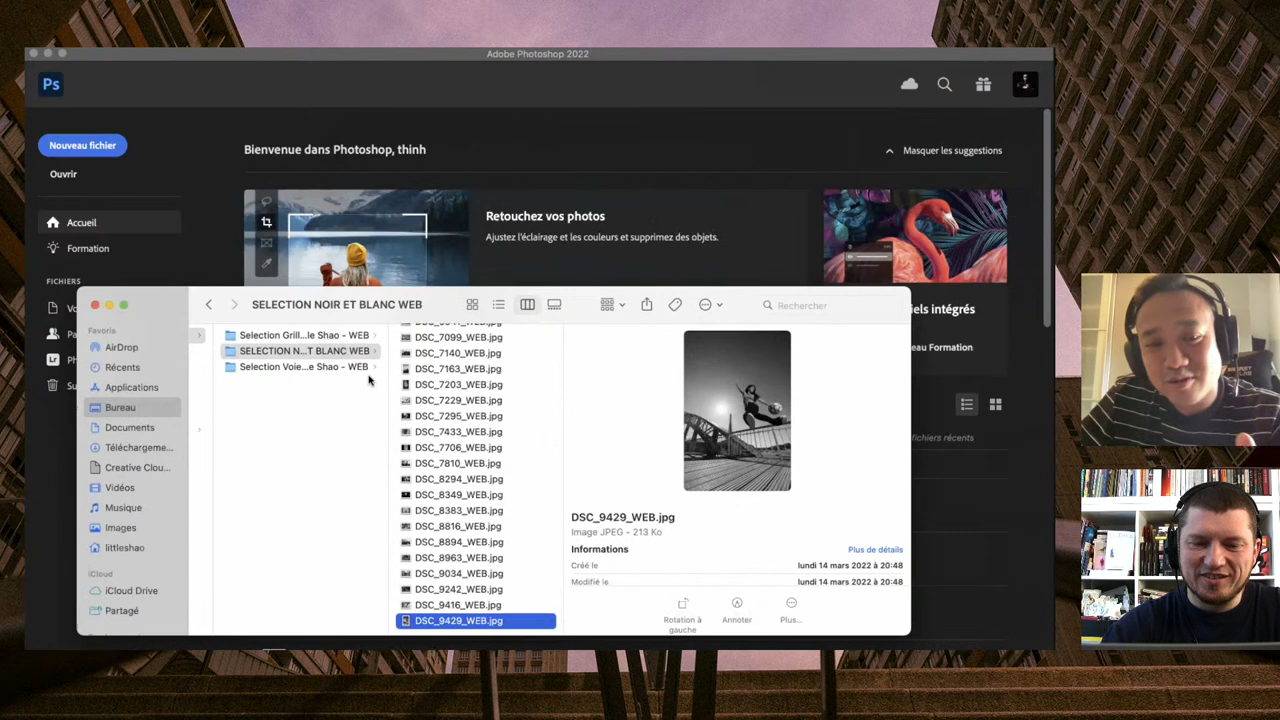 Adobe Photoshop 2022
Ps
Nouveau fichier
Bienvenue dans Photoshop, thinh
Masquer les suggestions
Ouvrir
Accueil
Formation
FICHIERS
Retouchez vos photos
Ajustez l'éclairage et les couleurs et supprimez des objets.
Lr
SELECTION NOIR ET BLANC WEB
Rechercher
Favoris
AirDrop
Récents
Applications
Bureau
Documents
Téléchargeme...
Creative Clou...
Vidéos
Musique
Images
littleshao
iCloud
iCloud Drive
Partagé
Selection Grill...le Shao - WEB
SELECTION N...T BLANC WEB
Selection Voie...e Shao - WEB
DSC_7099_WEB.jpg
DSC_7140_WEB.jpg
DSC_7163_WEB.jpg
DSC_7203_WEB.jpg
DSC_7229_WEB.jpg
DSC_7295_WEB.jpg
DSC_7433_WEB.jpg
DSC_7706_WEB.jpg
DSC_7810_WEB.jpg
DSC_8294_WEB.jpg
DSC_8349_WEB.jpg
DSC_8383_WEB.jpg
DSC_8816_WEB.jpg
DSC_8894_WEB.jpg
DSC_8963_WEB.jpg
DSC_9034_WEB.jpg
DSC_9242_WEB.jpg
DSC_9416_WEB.jpg
DSC_9429_WEB.jpg
DSC_9429_WEB.jpg
Image JPEG - 213 Ko
Informations
Plus de détails
Créé le
lundi 14 mars 2022 à 20:48
Modifié le
lundi 14 mars 2022 à 20:48
Rotation à
gauche
Annoter
Plus...
iels intégrés
eau Formation
fichiers récents